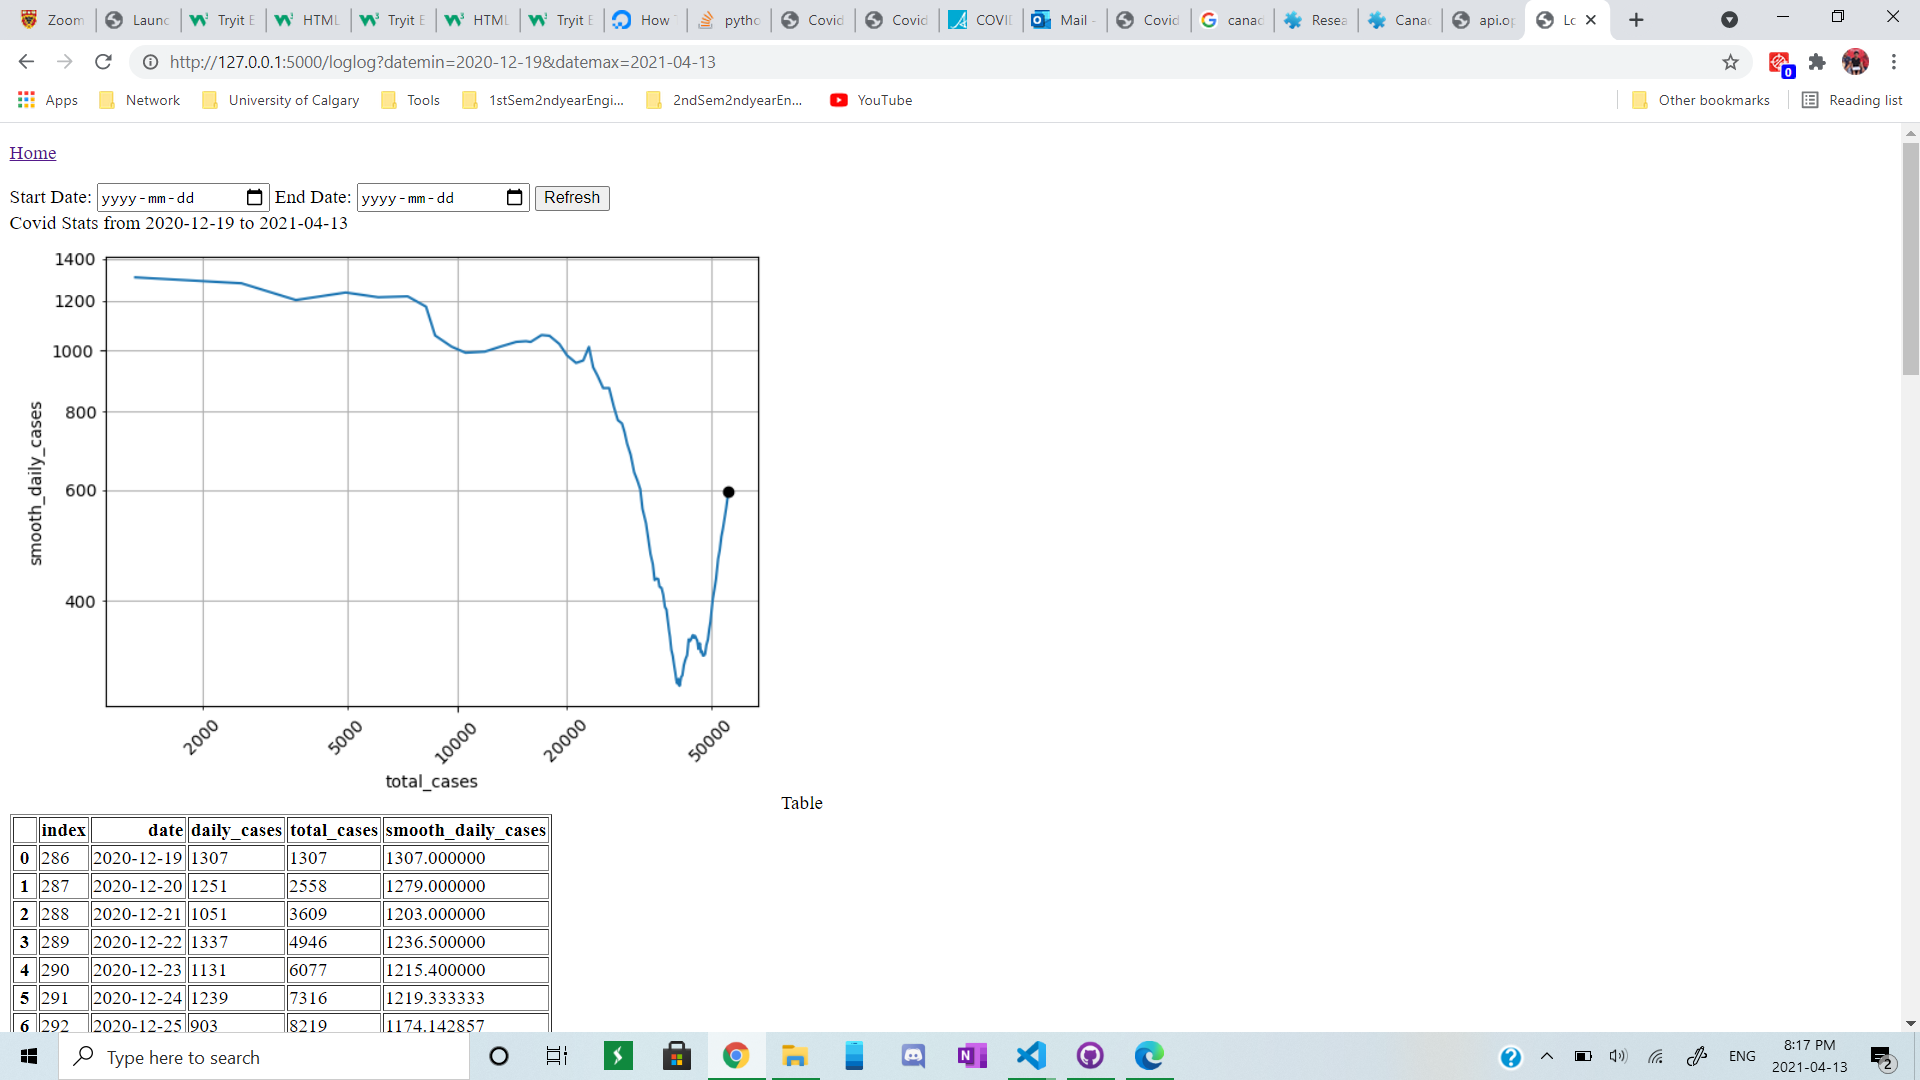 Zoom Launc Tryit E HTML Tryit E HTML Tryit E How pytho Covid Covid COVI Mail - Covid canad Resea Canac api.op Lo
http://127.0.0.1:5000/loglog?datemin=2020-12-19&datemax=2021-04-13
0
Apps Network University of Calgary Tools 1stSem2ndyearEngi... 2ndSem2ndyearEn... YouTube Other bookmarks Reading list
Home
Start Date: yyyy-mm-dd End Date: yyyy-mm-dd Refresh
Covid Stats from 2020-12-19 to 2021-04-13
1400
1200
1000
800
600
400
smooth_daily_cases
2000 5000 10000 20000 50000
total_cases
Table
index date daily_cases total_cases smooth_daily_cases
0 286 2020-12-19 1307 1307 1307.000000
1 287 2020-12-20 1251 2558 1279.000000
2 288 2020-12-21 1051 3609 1203.000000
3 289 2020-12-22 1337 4946 1236.500000
4 290 2020-12-23 1131 6077 1215.400000
5 291 2020-12-24 1239 7316 1219.333333
6 292 2020-12-25 903 8219 1174.142857
Type here to search
ENG
8:17 PM
2021-04-13
2